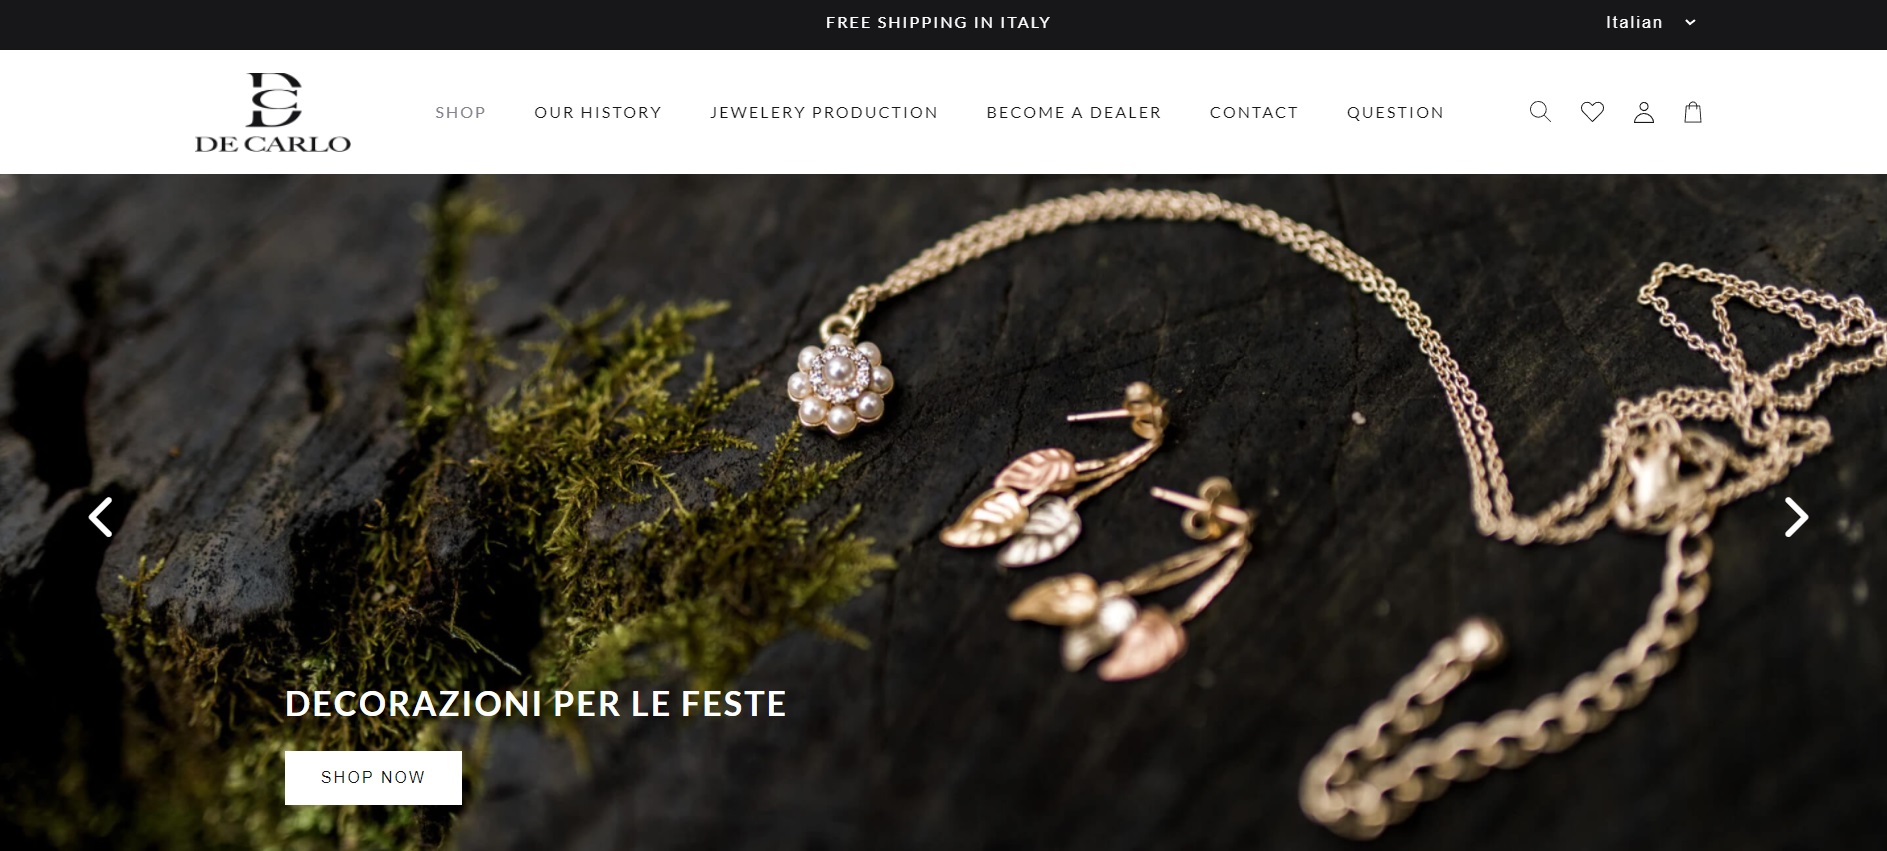 FREE SHIPPING IN ITALY
Italian
DC
DE CARLO
SHOP
OUR HISTORY
JEWELERY PRODUCTION
BECOME A DEALER
CONTACT
QUESTION
DECORAZIONI PER LE FESTE
SHOP NOW